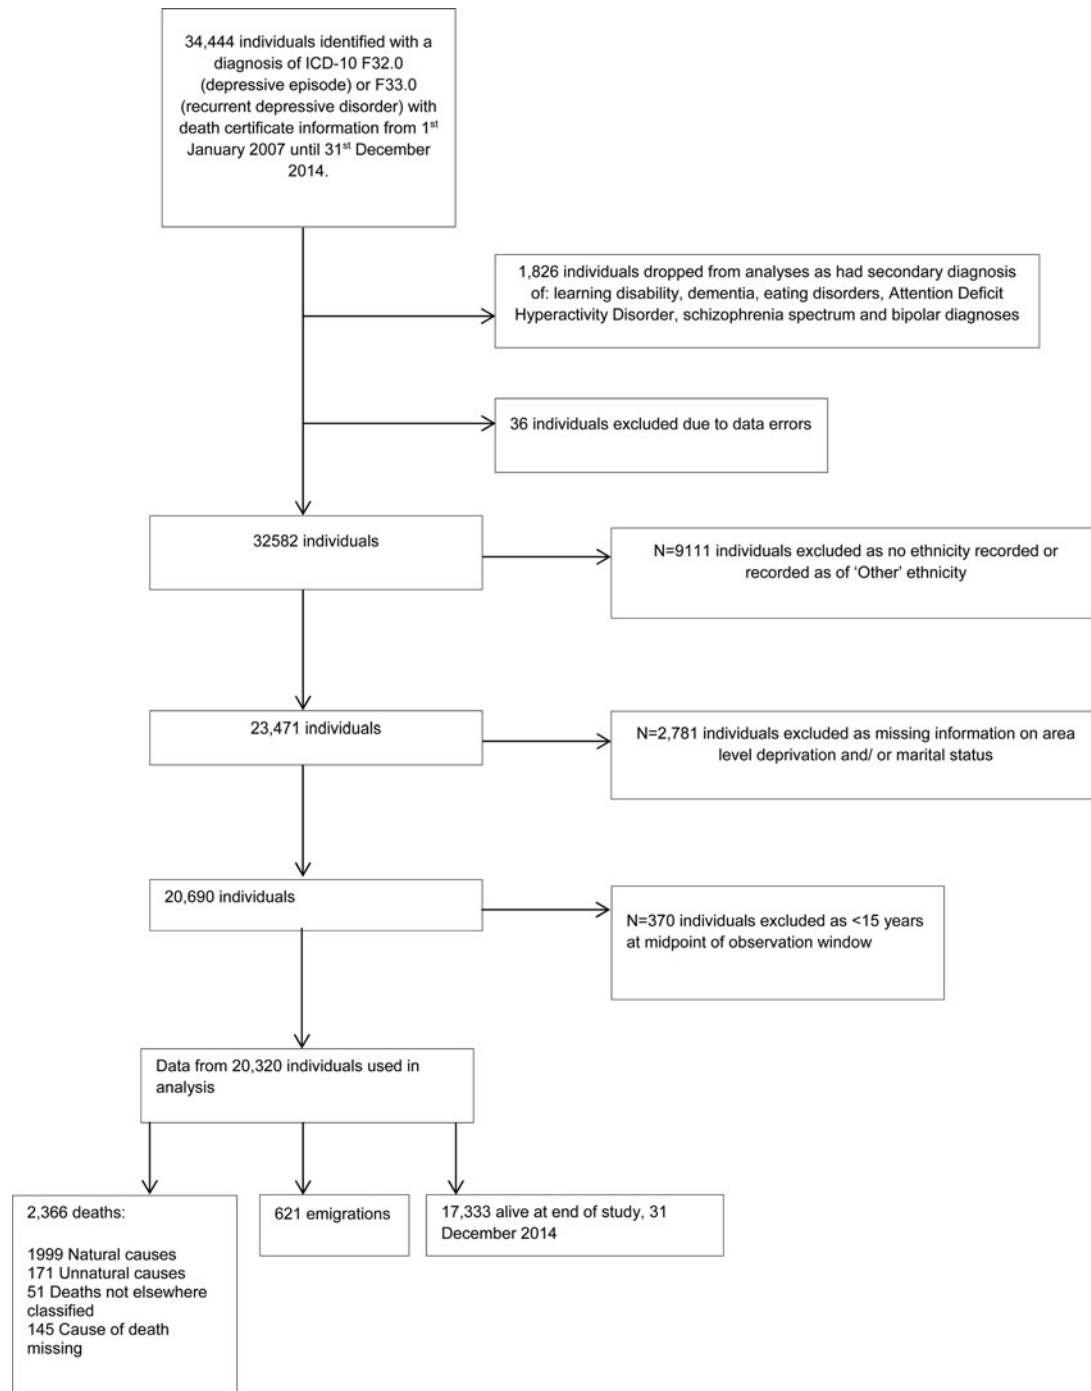 34,444 individuals identified with a
diagnosis of ICD-10 F32.0
(depressive episode) or F33.0
(recurrent depressive disorder) with
death certificate information from 1st
January 2007 until 31st December
2014.
1,826 individuals dropped from analyses as had secondary diagnosis
of: learning disability, dementia, eating disorders, Attention Deficit
Hyperactivity Disorder, schizophrenia spectrum and bipolar diagnoses
36 individuals excluded due to data errors
32582 individuals
N=9111 individuals excluded as no ethnicity recorded or
recorded as of ‘Other’ ethnicity
23,471 individuals
N=2,781 individuals excluded as missing information on area
level deprivation and/ or marital status
20,690 individuals
N=370 individuals excluded as <15 years
at midpoint of observation window
Data from 20,320 individuals used in
analysis
2,366 deaths:
1999 Natural causes
171 Unnatural causes
51 Deaths not elsewhere
classified
145 Cause of death
missing
621 emigrations
17,333 alive at end of study, 31
December 2014